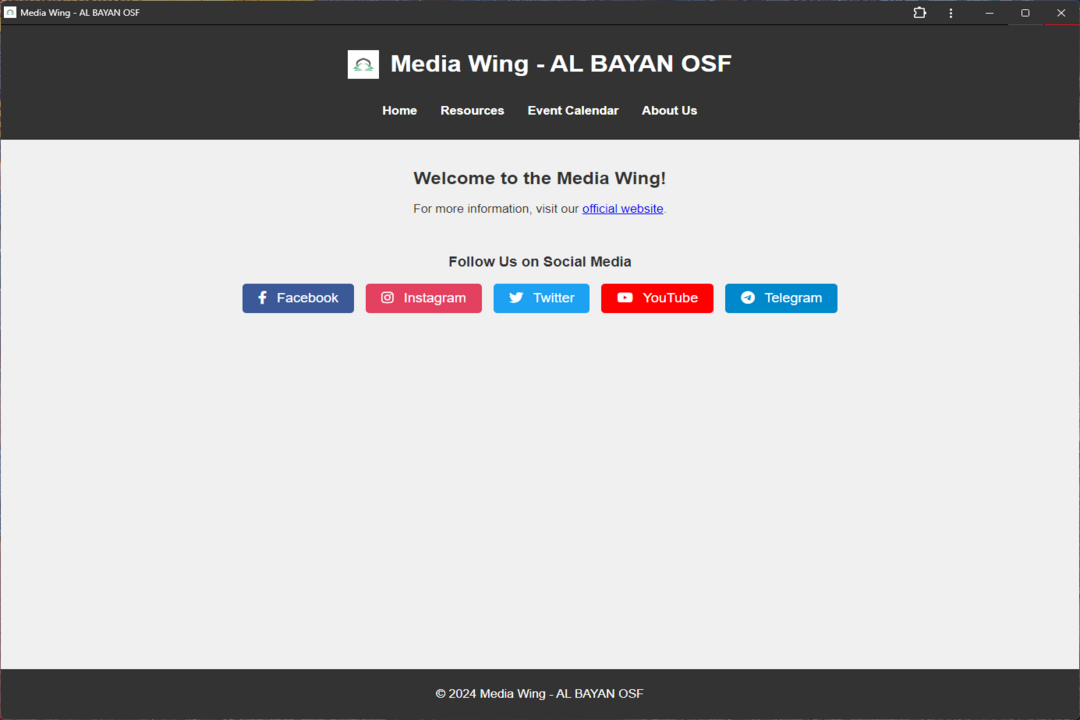 Media Wing - AL BAYAN OSF
Media Wing - AL BAYAN OSF
Home Resources Event Calendar About Us
Welcome to the Media Wing!
For more information, visit our official website.
Follow Us on Social Media
Facebook Instagram Twitter YouTube Telegram
© 2024 Media Wing - AL BAYAN OSF